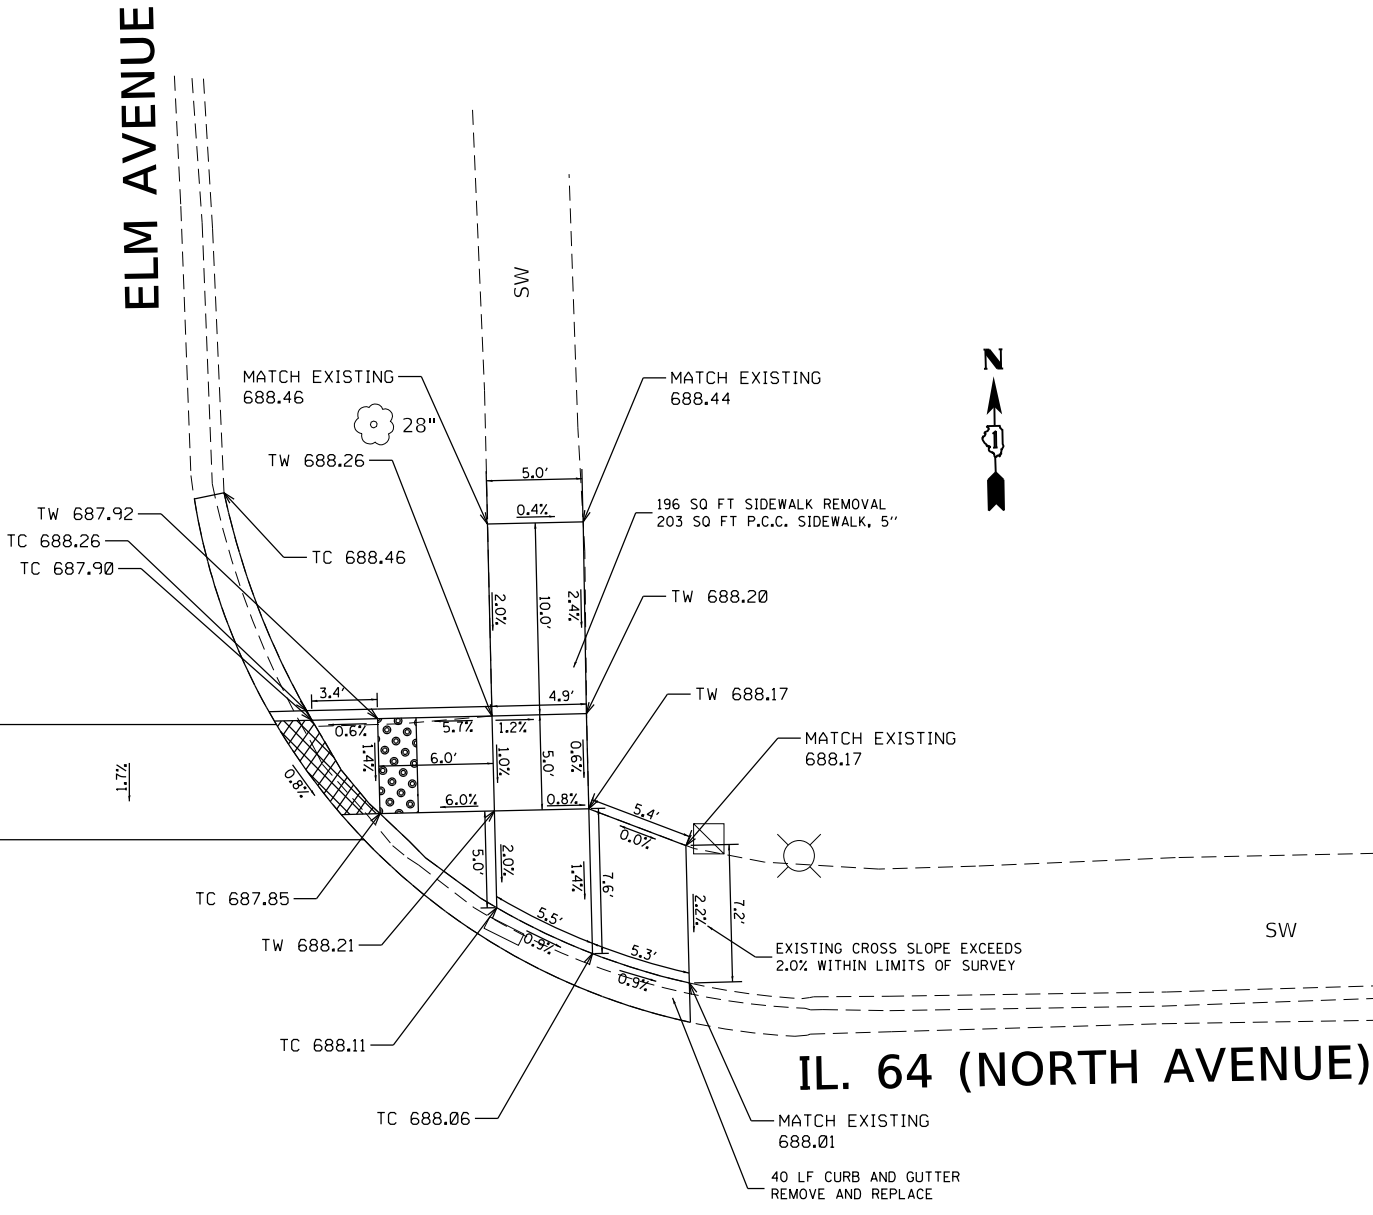 ELM AVENUE
SW
N
1
MATCH EXISTING
688.46
28"
TW 688.26
MATCH EXISTING
688.44
5.0'
0.4%
196 SQ FT SIDEWALK REMOVAL
203 SQ FT P.C.C. SIDEWALK, 5"
TW 687.92
TC 688.26
TC 687.90
TC 688.46
2.0%
10.0'
2.4%
TW 688.20
3.4'
4.9'
TW 688.17
0.6%
5.7%
1.2%
1.4%
6.0'
1.0%
5.0'
0.6%
MATCH EXISTING
688.17
1.7%
0.8%
6.0%
0.8%
5.4'
0.0%
5.0'
2.0%
1.4%
7.6'
2.2%
7.2'
TC 687.85
5.5'
0.9%
5.3'
0.9%
SW
TW 688.21
EXISTING CROSS SLOPE EXCEEDS
2.0% WITHIN LIMITS OF SURVEY
TC 688.11
IL. 64 (NORTH AVENUE)
TC 688.06
MATCH EXISTING
688.01
40 LF CURB AND GUTTER
REMOVE AND REPLACE